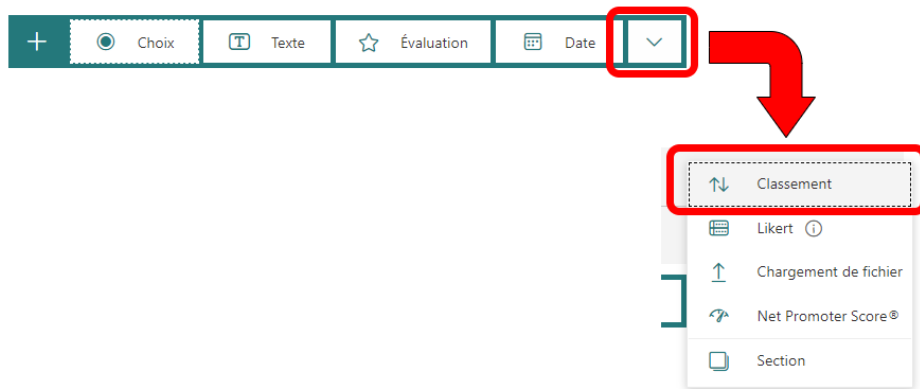 Choix Texte Évaluation Date
Classement
Likert
Chargement de fichier
Net Promoter Score®
Section